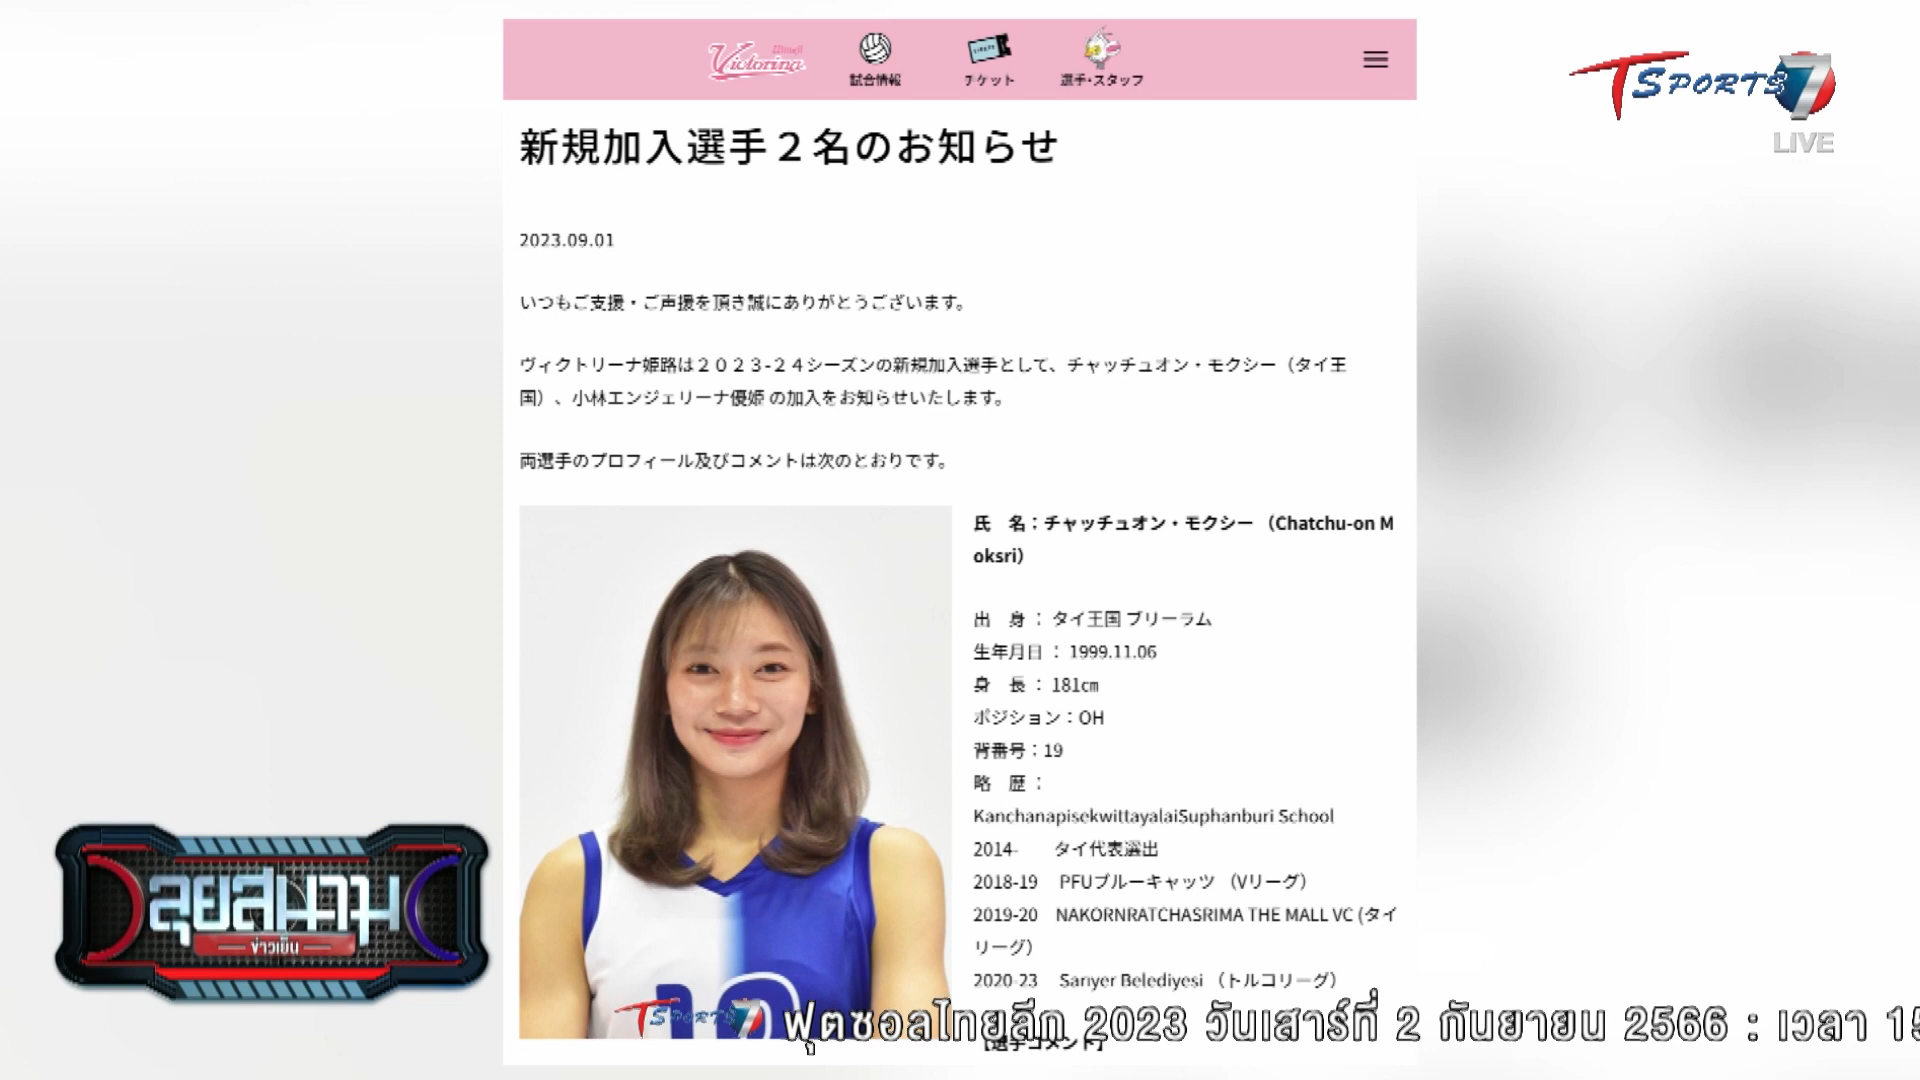 Himeji
Victorina
試合情報
チケット
選手・スタッフ
TSPORTS 7
LIVE
新規加入選手２名のお知らせ
2023.09.01
いつもご支援・ご声援を頂き誠にありがとうございます。
ヴィクトリーナ姫路は２０２３-２４シーズンの新規加入選手として、チャッチュオン・モクシー（タイ王
国）、小林エンジェリーナ優姫 の加入をお知らせいたします。
両選手のプロフィール及びコメントは次のとおりです。
氏　名：チャッチュオン・モクシー （Chatchu-on M
oksri）
出　身 ： タイ王国 ブリーラム
生年月日 ： 1999.11.06
身　長 ： 181㎝
ポジション：OH
背番号：19
略　歴 ：
KanchanapisekwittayalaiSuphanburi School
2014-　　タイ代表選出
2018-19　PFUブルーキャッツ （Vリーグ）
2019-20　NAKORNRATCHASRIMA THE MALL VC (タイ
リーグ）
2020-23　Sarıyer Belediyesi （トルコリーグ）
【選手コメント】
ลุยสนาม
ข่าวเย็น
TSPORTS 7
ฟุตซอลไทยลีก 2023 วันเสาร์ที่ 2 กันยายน 2566 : เวลา 15